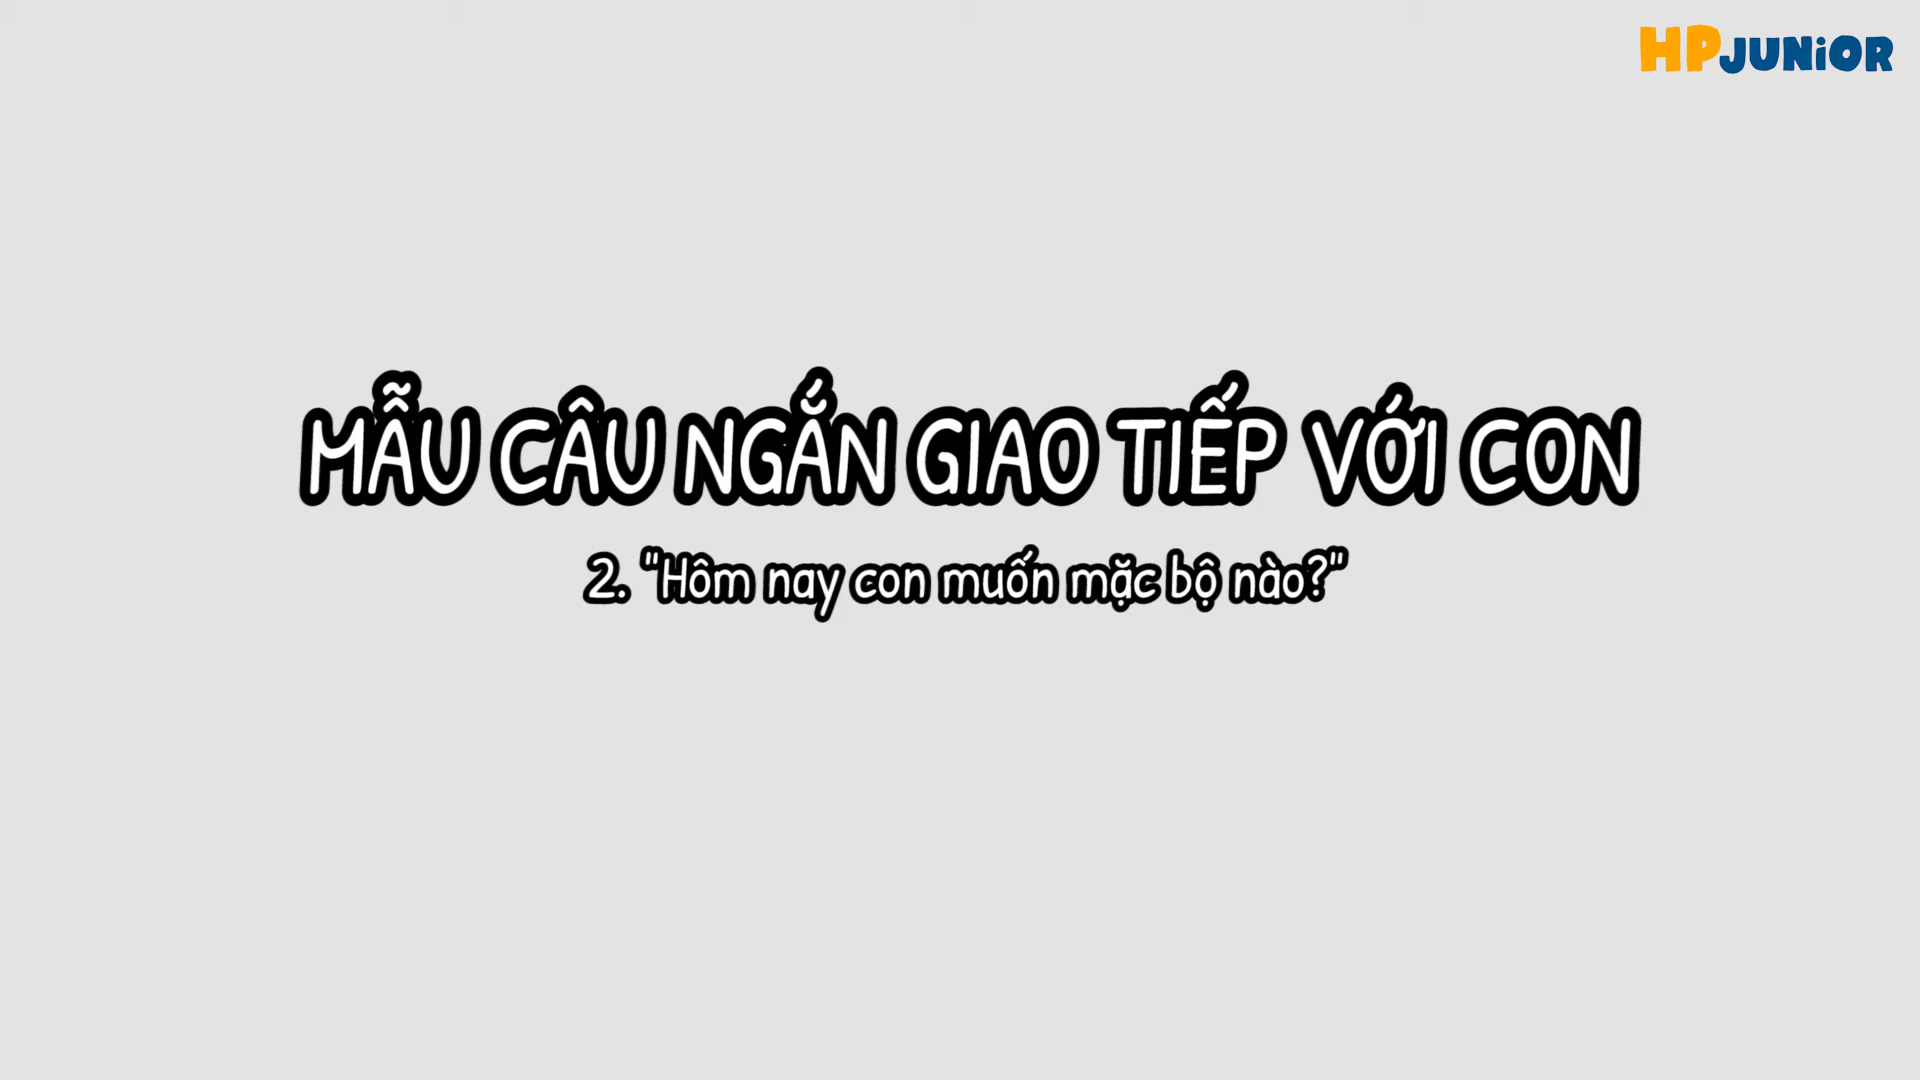 HPJUNiOR
MẪU CÂU NGẮN GIAO TIẾP VỚI CON
2. "Hôm nay con muốn mặc bộ nào?"